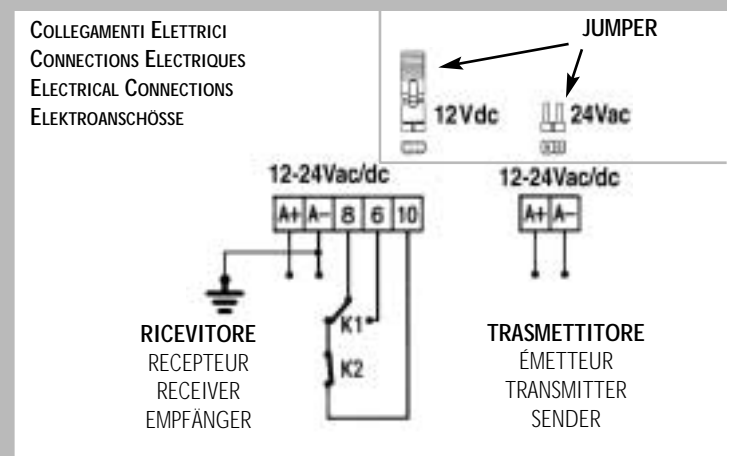 COLLEGAMENTI ELETTRICI
CONNECTIONS ELECTRIQUES
ELECTRICAL CONNECTIONS
ELEKTROANSCHÖSSE
JUMPER
12Vdc
24Vac
12-24Vac/dc
A+ A- 8 6 10
12-24Vac/dc
A+ A-
K1
K2
RICEVITORE
RECEPTEUR
RECEIVER
EMPFÄNGER
TRASMETTITORE
ÉMETTEUR
TRANSMITTER
SENDER